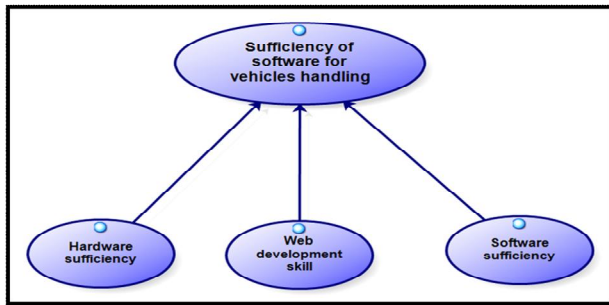 Sufficiency of
software for
vehicles handling
Hardware
sufficiency
Web
development
skill
Software
sufficiency